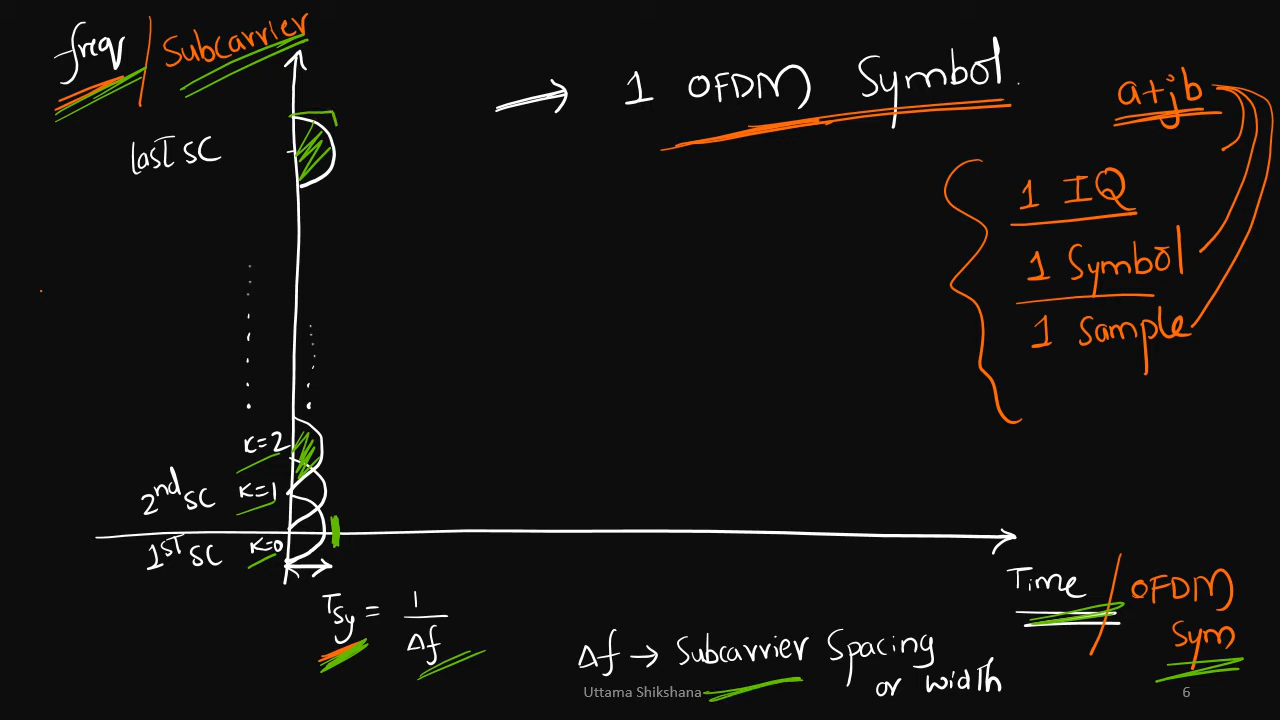 freq / Subcarrier
→ 1 OFDM Symbol
a+jb
1 IQ
1 Symbol
1 Sample
last SC
K=2
2nd SC K=1
1ST SC K=0
Tsy = 1/Δf
Δf → Subcarrier Spacing
or width
Time / OFDM
Sym
Uttama Shikshana
6